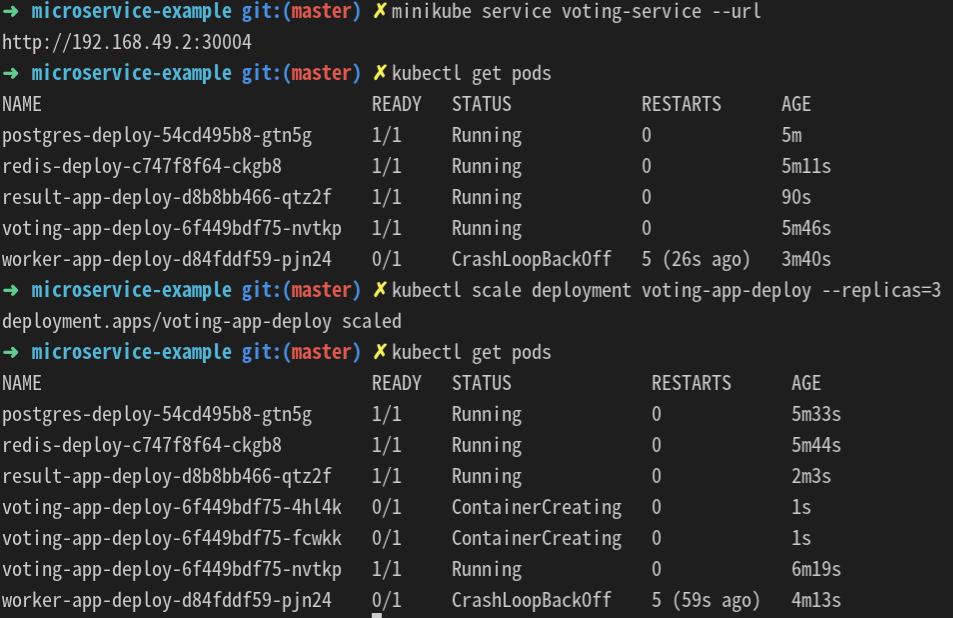 ➜ microservice-example git:(master) ✗ minikube service voting-service --url
http://192.168.49.2:30004
➜ microservice-example git:(master) ✗ kubectl get pods
NAME READY STATUS RESTARTS AGE
postgres-deploy-54cd495b8-gtn5g 1/1 Running 0 5m
redis-deploy-c747f8f64-ckgb8 1/1 Running 0 5m11s
result-app-deploy-d8b8bb466-qtz2f 1/1 Running 0 90s
voting-app-deploy-6f449bdf75-nvtkp 1/1 Running 0 5m46s
worker-app-deploy-d84fddf59-pjn24 0/1 CrashLoopBackOff 5 (26s ago) 3m40s
➜ microservice-example git:(master) ✗ kubectl scale deployment voting-app-deploy --replicas=3
deployment.apps/voting-app-deploy scaled
➜ microservice-example git:(master) ✗ kubectl get pods
NAME READY STATUS RESTARTS AGE
postgres-deploy-54cd495b8-gtn5g 1/1 Running 0 5m33s
redis-deploy-c747f8f64-ckgb8 1/1 Running 0 5m44s
result-app-deploy-d8b8bb466-qtz2f 1/1 Running 0 2m3s
voting-app-deploy-6f449bdf75-4hl4k 0/1 ContainerCreating 0 1s
voting-app-deploy-6f449bdf75-fcwkk 0/1 ContainerCreating 0 1s
voting-app-deploy-6f449bdf75-nvtkp 1/1 Running 0 6m19s
worker-app-deploy-d84fddf59-pjn24 0/1 CrashLoopBackOff 5 (59s ago) 4m13s